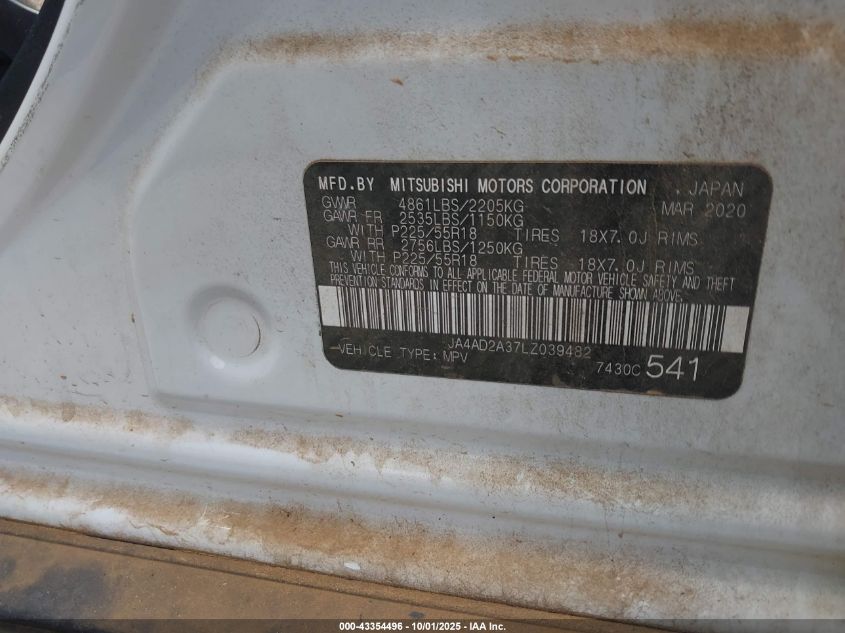 MFD.BY MITSUBISHI MOTORS CORPORATION , JAPAN
GVWR 4861LBS/2205KG MAR 2020
GAWR FR 2535LBS/1150KG
WITH P225/55R18 TIRES 18X7.0J RIMS
GAWR RR 2756LBS/1250KG
WITH P225/55R18 TIRES 18X7.0J RIMS
THIS VEHICLE CONFORMS TO ALL APPLICABLE FEDERAL MOTOR VEHICLE SAFETY AND THEFT
PREVENTION STANDARDS IN EFFECT ON THE DATE OF MANUFACTURE SHOWN ABOVE.
JA4AD2A37LZ039482
VEHICLE TYPE:MPV
7430C 541
000-43354496 - 10/01/2025 - IAA Inc.